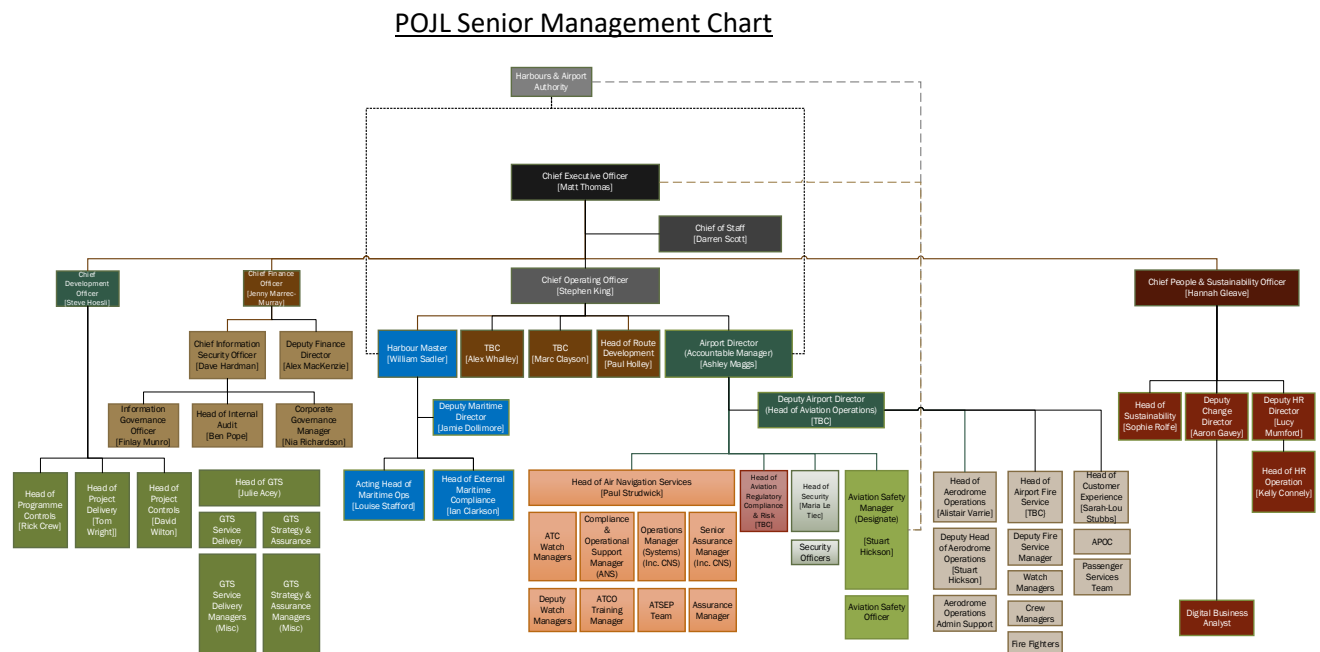 POJL Senior Management Chart
Harbours & Airport
Authority
Chief Executive Officer
[Matt Thomas]
Chief of Staff
[Darren Scott]
Chief
Development
Officer
[Steve Hoesli]
Chief Finance
Officer
[Jenny Marrec-
Murray]
Chief Operating Officer
[Stephen King]
Chief People & Sustainability Officer
[Hannah Gleave]
Chief Information
Security Officer
[Dave Hardman]
Deputy Finance
Director
[Alex MacKenzie]
Harbour Master
[William Sadler]
TBC
[Alex Whalley]
TBC
[Marc Clayson]
Head of Route
Development
[Paul Holley]
Airport Director
(Accountable Manager)
[Ashley Maggs]
Information
Governance
Officer
[Finlay Munro]
Head of Internal
Audit
[Ben Pope]
Corporate
Governance
Manager
[Nia Richardson]
Deputy Maritime
Director
[Jamie Dollimore]
Deputy Airport Director
(Head of Aviation Operations)
[TBC]
Head of
Sustainability
[Sophie Rolfe]
Deputy
Change
Director
[Aaron Gavey]
Deputy HR
Director
[Lucy
Mumford]
Head of HR
Operation
[Kelly Connely]
Head of
Programme
Controls
[Rick Crew]
Head of
Project
Delivery
[Tom
Wright]]
Head of
Project
Controls
[David
Wilton]
Head of GTS
[Julie Acey)
GTS
Service
Delivery
GTS
Strategy &
Assurance
GTS
Service
Delivery
Managers
(Misc)
GTS
Strategy &
Assurance
Managers
(Misc)
Acting Head of
Maritime Ops
[Louise Stafford]
Head of External
Maritime
Compliance
[Ian Clarkson]
Head of Air Navigation Services
[Paul Strudwick]
ATC
Watch
Managers
Compliance
&
Operational
Support
Manager
(ANS)
Operations
Manager
(Systems)
(Inc. CNS)
Senior
Assurance
Manager
(Inc. CNS)
Deputy
Watch
Managers
ATCO
Training
Manager
ATSEP
Team
Assurance
Manager
Head of
Aviation
Regulatory
Compliance
& Risk
[TBC]
Head of
Security
[Maria Le
Tiec]
Security
Officers
Aviation Safety
Manager
(Designate)
[Stuart
Hickson]
Aviation Safety
Officer
Head of
Aerodrome
Operations
[Alistair Varrie]
Deputy Head
of Aerodrome
Operations
[Stuart
Hickson]
Aerodrome
Operations
Admin Support
Head of
Airport Fire
Service
[TBC]
Deputy Fire
Service
Manager
Watch
Managers
Crew
Managers
Fire Fighters
Head of
Customer
Experience
[Sarah-Lou
Stubbs]
APOC
Passenger
Services
Team
Digital Business
Analyst